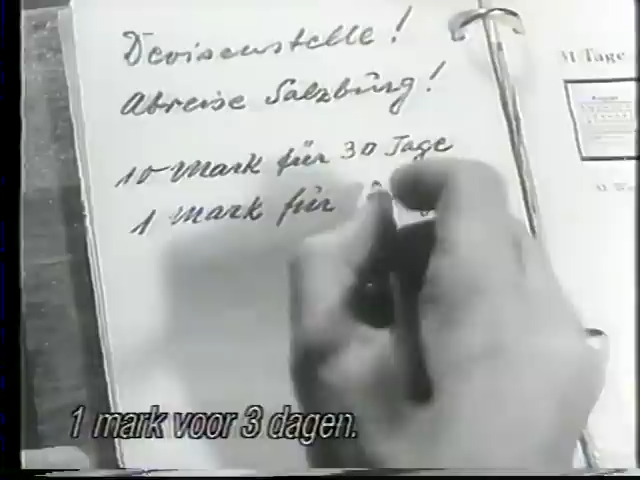 Devisenstelle!
Abreise Salzburg!
10 Mark für 30 Tage
1 Mark für
31 Tage
1 mark voor 3 dagen.